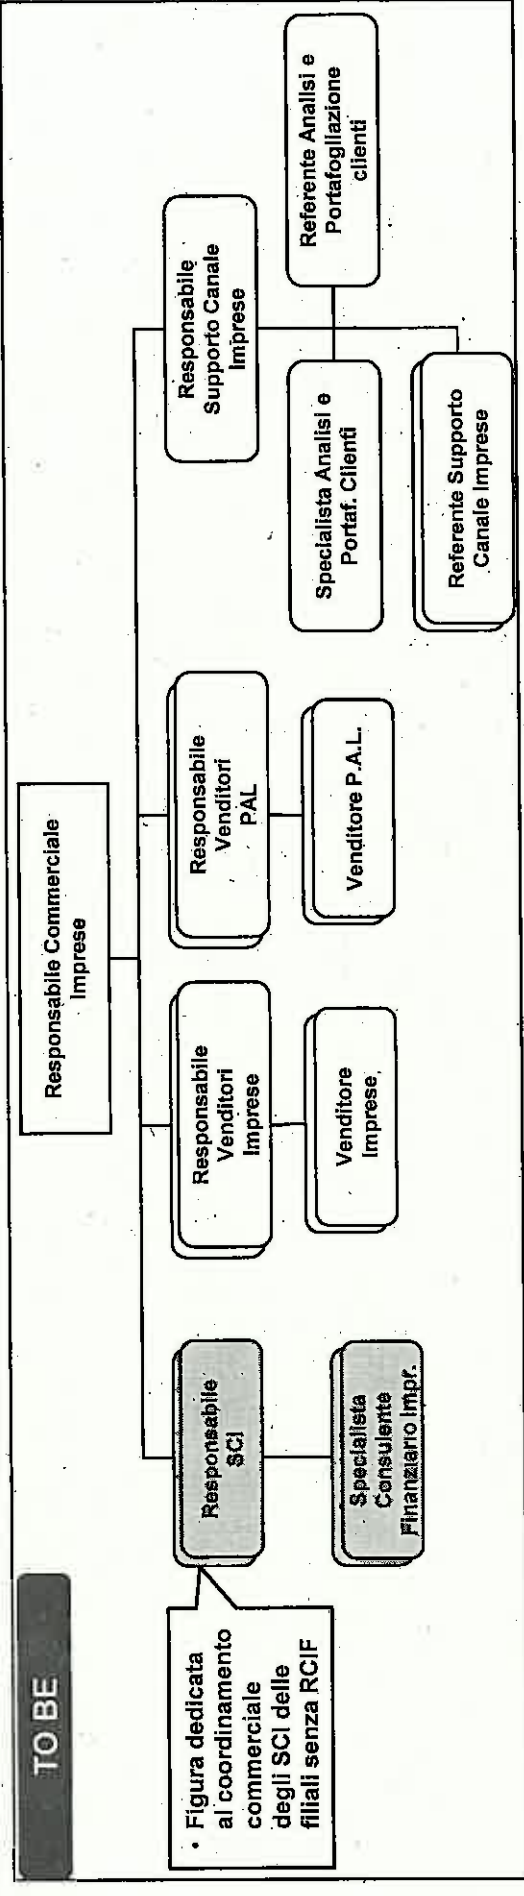 TO BE
Responsabile Commerciale
Imprese
• Figura dedicata
al coordinamento
commerciale
degli SCI delle
filiali senza RCIF
Responsabile
SCI
Specialista
Consulente
Finanziario Impr.
Responsabile
Venditori
Imprese
Venditore
Imprese
Responsabile
Venditori
PAL
Venditore P.A.L.
Responsabile
Supporto Canale
Imprese
Specialista Analisi e
Portaf. Clienti
Referente Analisi e
Portafogliazione
clienti
Referente Supporto
Canale Imprese